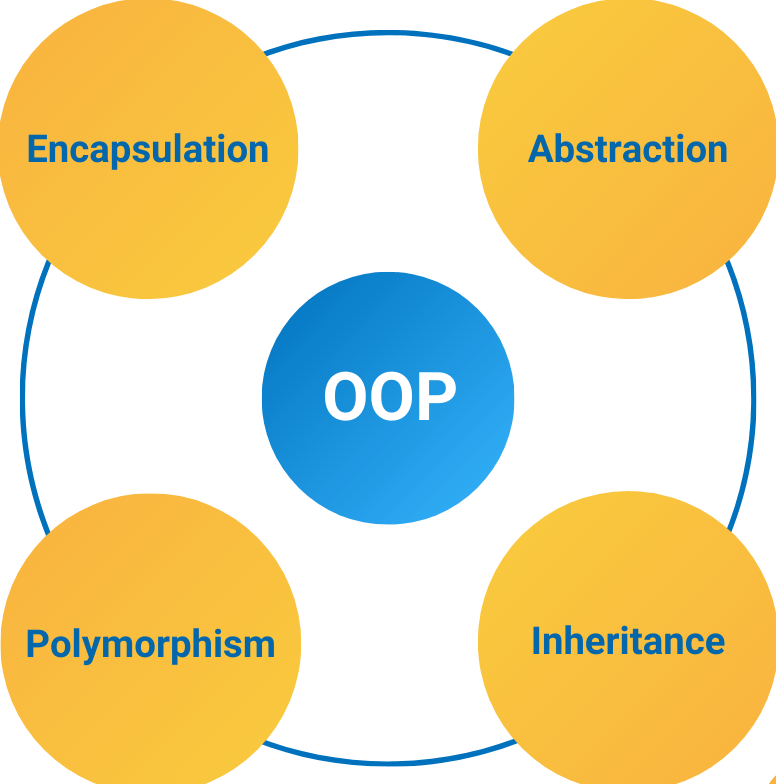 Encapsulation
Abstraction
OOP
Polymorphism
Inheritance